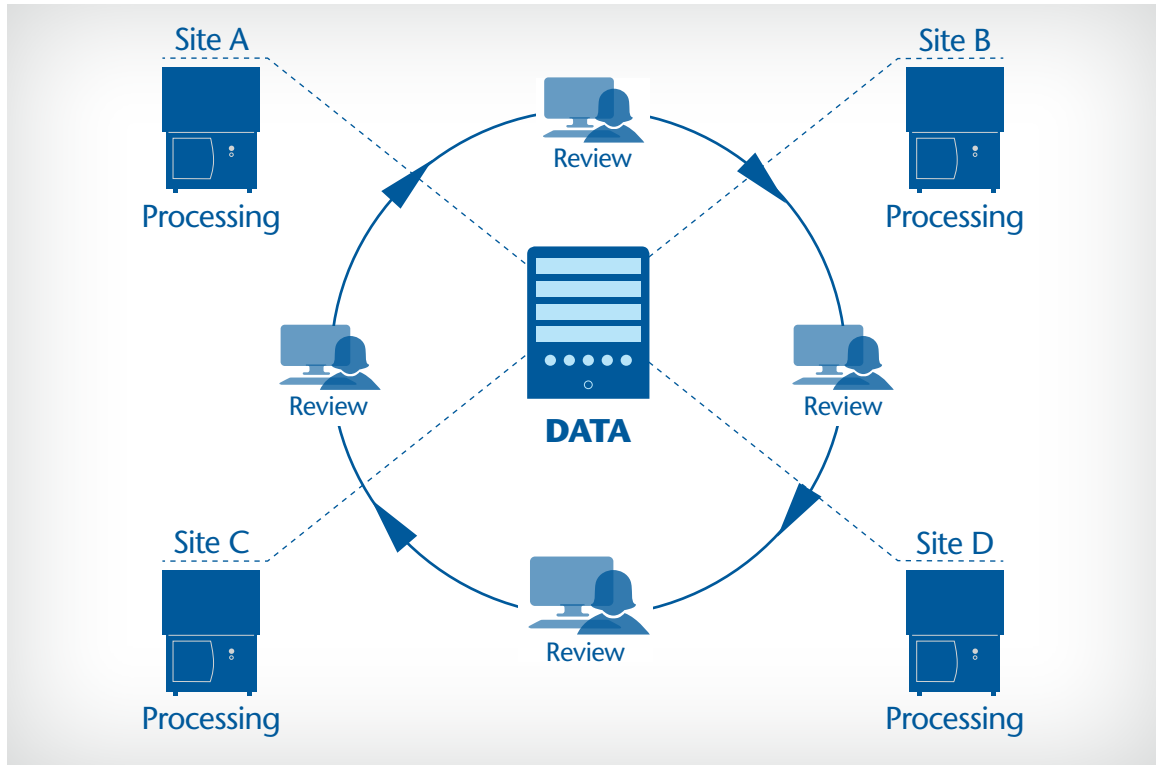 Site A
Site B
Review
Processing
Processing
Review
Review
DATA
Site C
Site D
Review
Processing
Processing